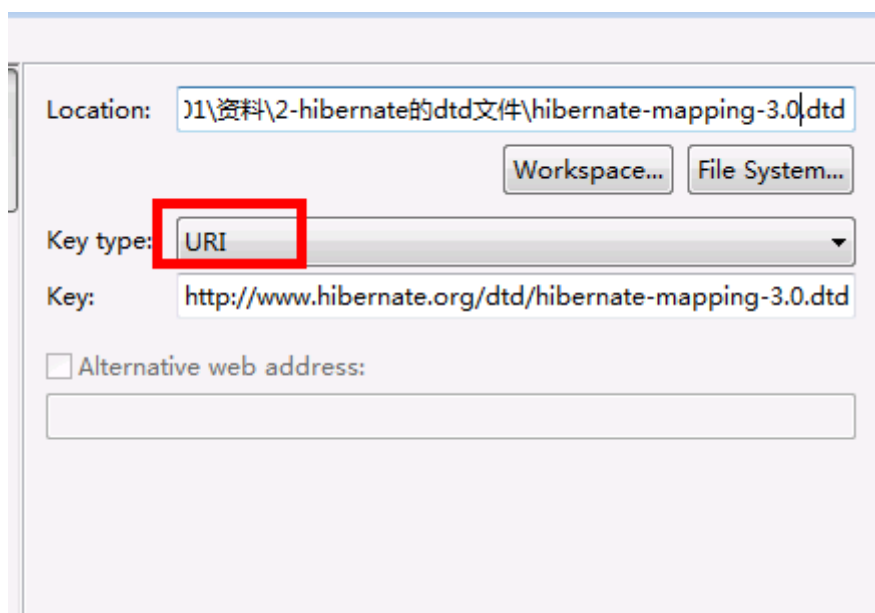 Location: 01\资料\2-hibernate的dtd文件\hibernate-mapping-3.0.dtd
Workspace... File System...
Key type: URI
Key: http://www.hibernate.org/dtd/hibernate-mapping-3.0.dtd
Alternative web address: